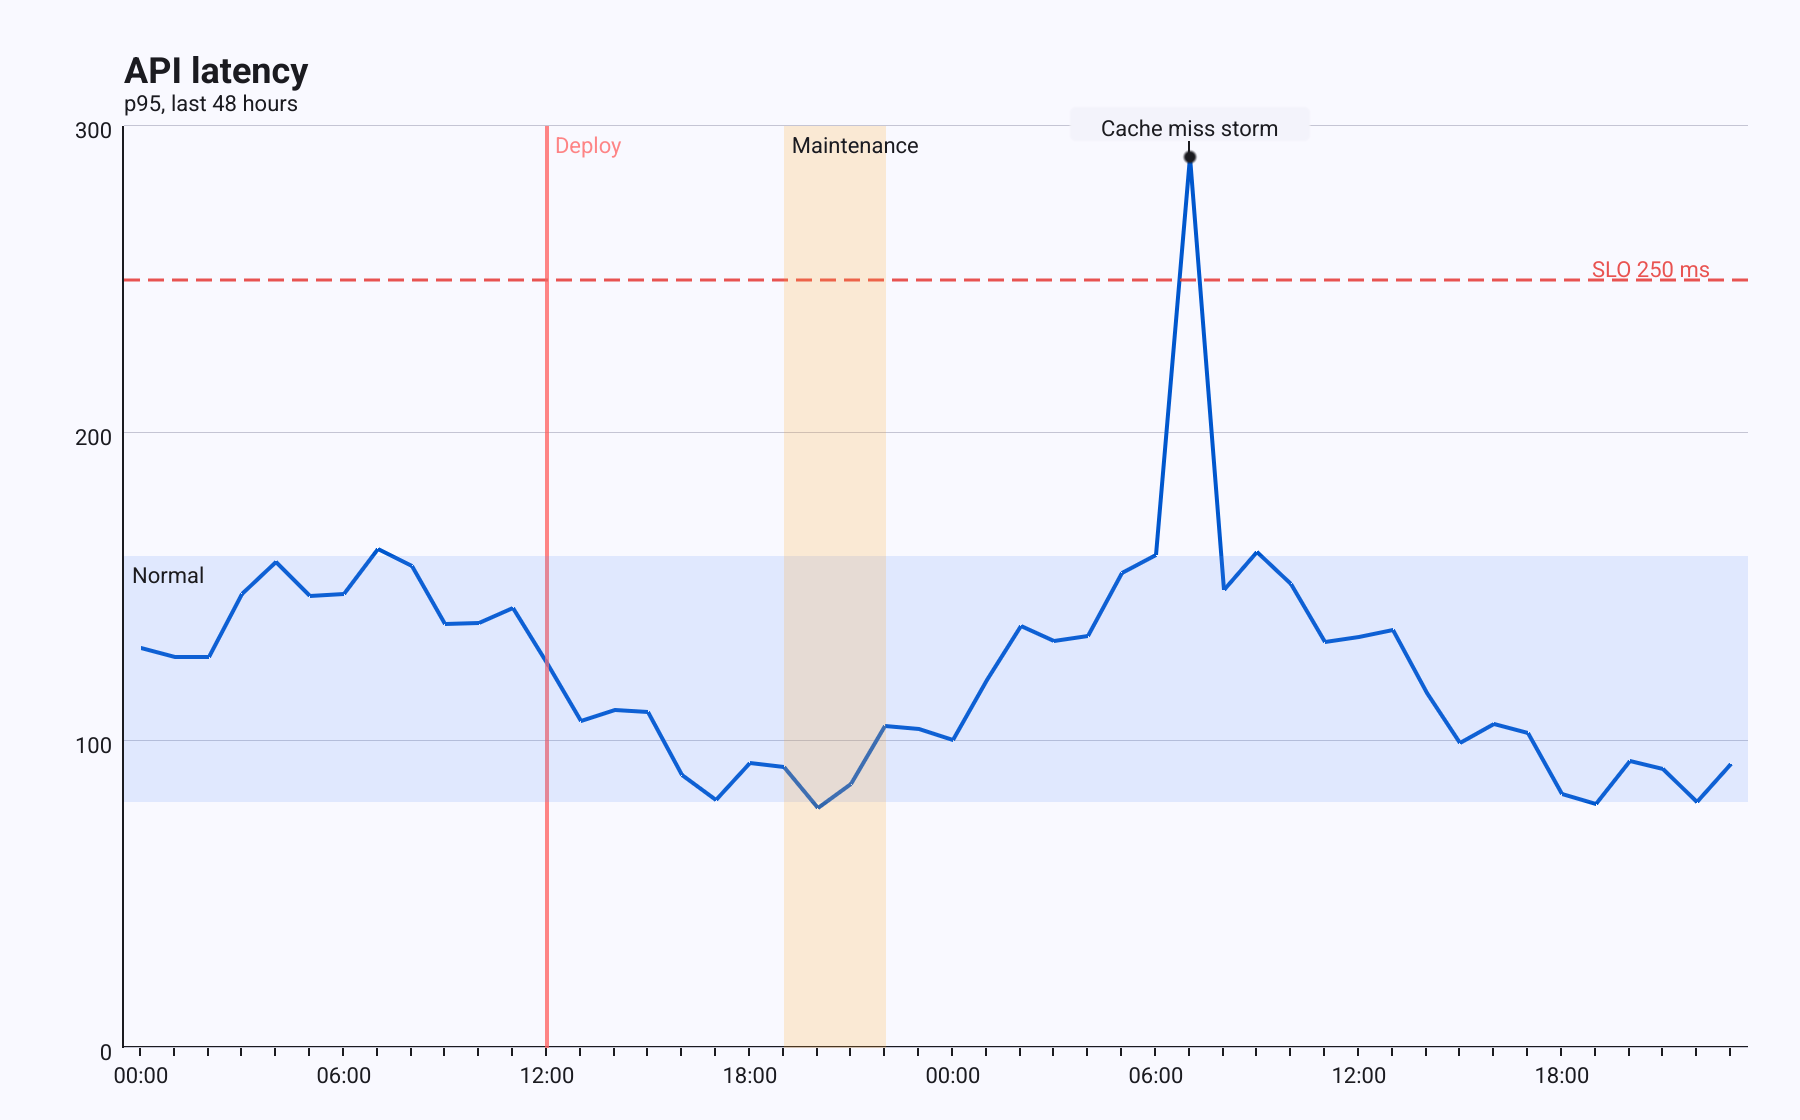 API latency
p95, last 48 hours
300
200
100
0
Deploy
Maintenance
Cache miss storm
SLO 250 ms
Normal
00:00 06:00 12:00 18:00 00:00 06:00 12:00 18:00